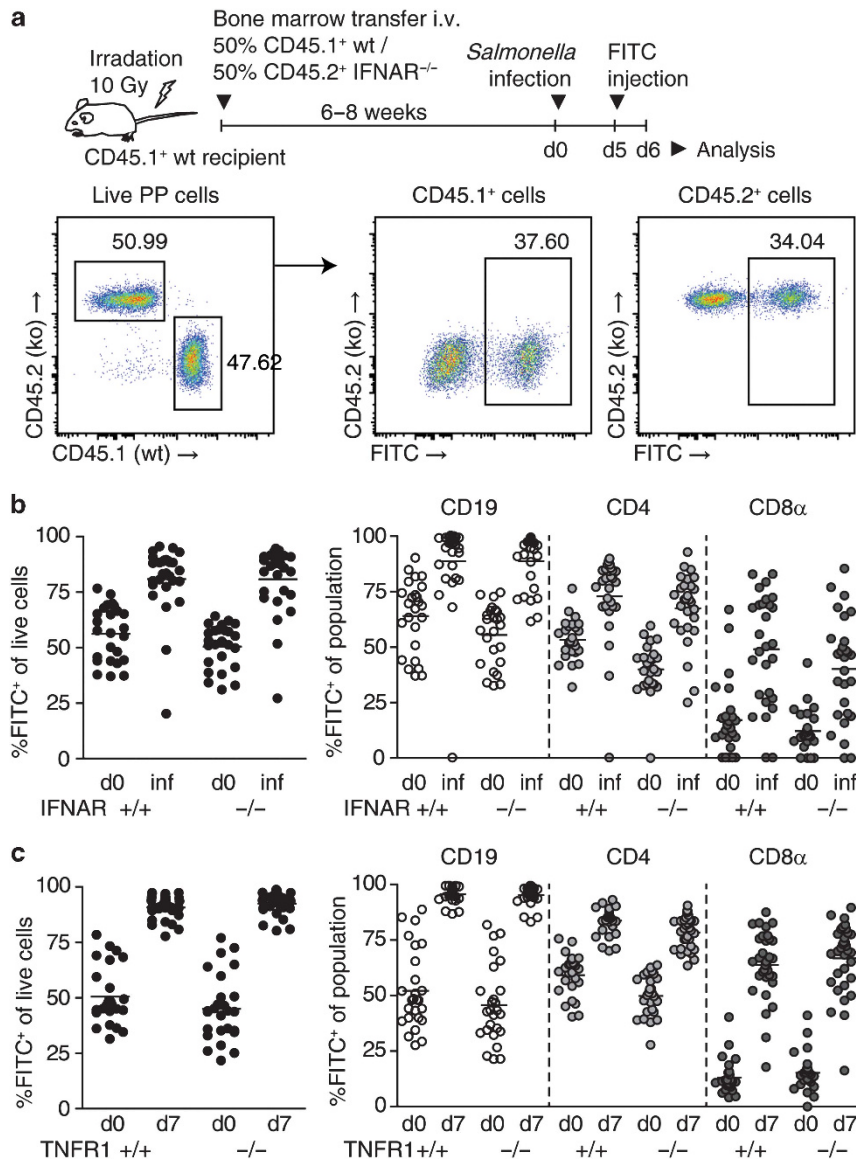 a
Bone marrow transfer i.v.
50% CD45.1⁺ wt /
50% CD45.2⁺ IFNAR⁻/⁻
Irradiation
10 Gy
Salmonella
infection
FITC
injection
6–8 weeks
d0
d5
d6
Analysis
CD45.1⁺ wt recipient
Live PP cells
CD45.1⁺ cells
CD45.2⁺ cells
50.99
37.60
34.04
47.62
CD45.2 (ko) →
CD45.2 (ko) →
CD45.2 (ko) →
CD45.1 (wt) →
FITC →
FITC →
b
CD19
CD4
CD8α
%FITC⁺ of live cells
100
75
50
25
0
%FITC⁺ of population
100
75
50
25
0
d0 inf d0 inf
IFNAR +/+ −/−
d0 inf d0 inf d0 inf d0 inf d0 inf d0 inf
IFNAR +/+ −/− +/+ −/− +/+ −/−
c
CD19
CD4
CD8α
%FITC⁺ of live cells
100
75
50
25
0
%FITC⁺ of population
100
75
50
25
0
d0 d7 d0 d7
TNFR1 +/+ −/−
d0 d7 d0 d7 d0 d7 d0 d7 d0 d7 d0 d7
TNFR1 +/+ −/− +/+ −/− +/+ −/−